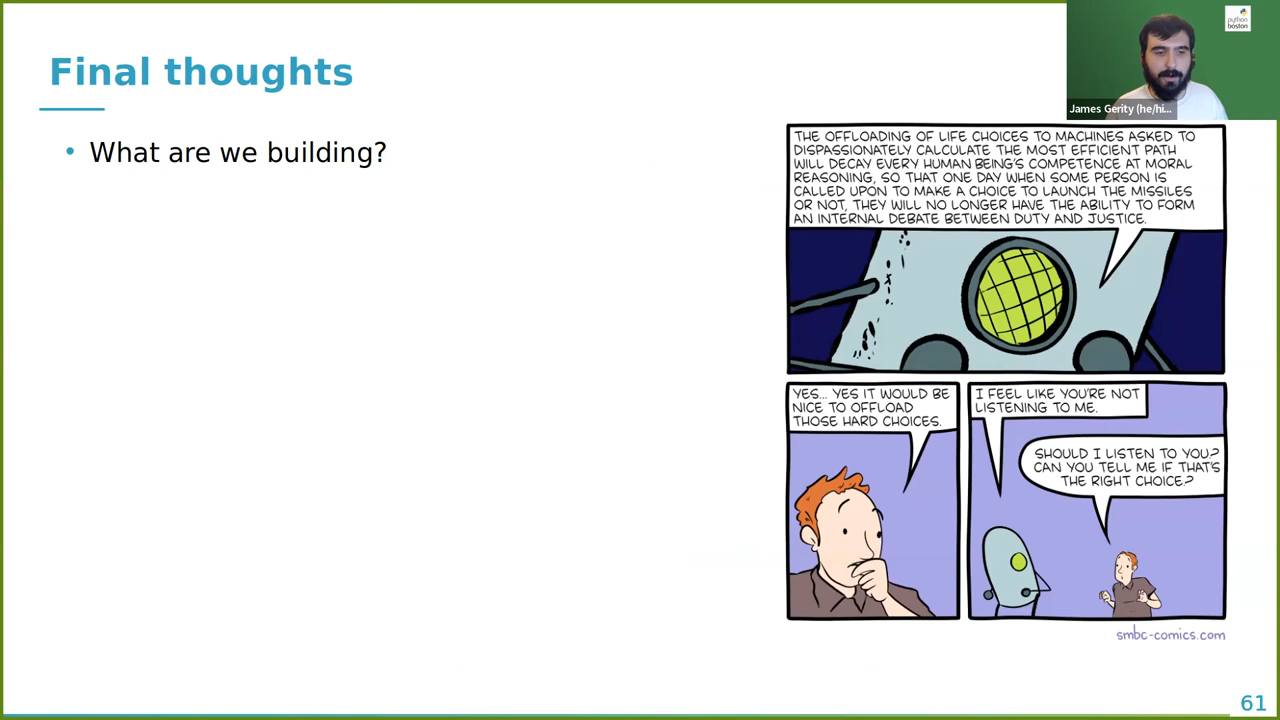 Final thoughts
• What are we building?
python
boston
James Gerity (he/hi...
THE OFFLOADING OF LIFE CHOICES TO MACHINES ASKED TO
DISPASSIONATELY CALCULATE THE MOST EFFICIENT PATH
WILL DECAY EVERY HUMAN BEING'S COMPETENCE AT MORAL
REASONING, SO THAT ONE DAY WHEN SOME PERSON IS
CALLED UPON TO MAKE A CHOICE TO LAUNCH THE MISSILES
OR NOT, THEY WILL NO LONGER HAVE THE ABILITY TO FORM
AN INTERNAL DEBATE BETWEEN DUTY AND JUSTICE.
YES... YES IT WOULD BE
NICE TO OFFLOAD
THOSE HARD CHOICES.
I FEEL LIKE YOU'RE NOT
LISTENING TO ME.
SHOULD I LISTEN TO YOU?
CAN YOU TELL ME IF THAT'S
THE RIGHT CHOICE?
smbc-comics.com
61